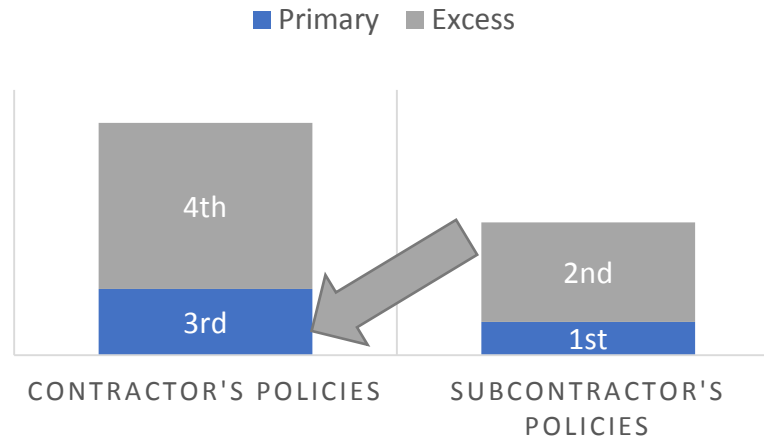 Primary Excess
4th
3rd
2nd
1st
CONTRACTOR'S POLICIES
SUBCONTRACTOR'S
POLICIES